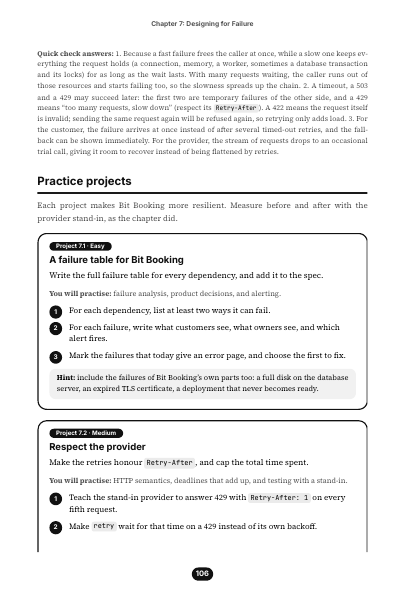 Chapter 7: Designing for Failure
Quick check answers: 1. Because a fast failure frees the caller at once, while a slow one keeps ev-
erything the request holds (a connection, memory, a worker, sometimes a database transaction
and its locks) for as long as the wait lasts. With many requests waiting, the caller runs out of
those resources and starts failing too, so the slowness spreads up the chain. 2. A timeout, a 503
and a 429 may succeed later: the first two are temporary failures of the other side, and a 429
means “too many requests, slow down” (respect its Retry-After). A 422 means the request itself
is invalid; sending the same request again will be refused again, so retrying only adds load. 3. For
the customer, the failure arrives at once instead of after several timed-out retries, and the fall-
back can be shown immediately. For the provider, the stream of requests drops to an occasional
trial call, giving it room to recover instead of being flattened by retries.
Practice projects
Each project makes Bit Booking more resilient. Measure before and after with the
provider stand-in, as the chapter did.
Project 7.1 · Easy
A failure table for Bit Booking
Write the full failure table for every dependency, and add it to the spec.
You will practise: failure analysis, product decisions, and alerting.
1 For each dependency, list at least two ways it can fail.
2 For each failure, write what customers see, what owners see, and which
alert fires.
3 Mark the failures that today give an error page, and choose the first to fix.
Hint: include the failures of Bit Booking's own parts too: a full disk on the database
server, an expired TLS certificate, a deployment that never becomes ready.
Project 7.2 · Medium
Respect the provider
Make the retries honour Retry-After, and cap the total time spent.
You will practise: HTTP semantics, deadlines that add up, and testing with a stand-in.
1 Teach the stand-in provider to answer 429 with Retry-After: 1 on every
fifth request.
2 Make retry wait for that time on a 429 instead of its own backoff.
106